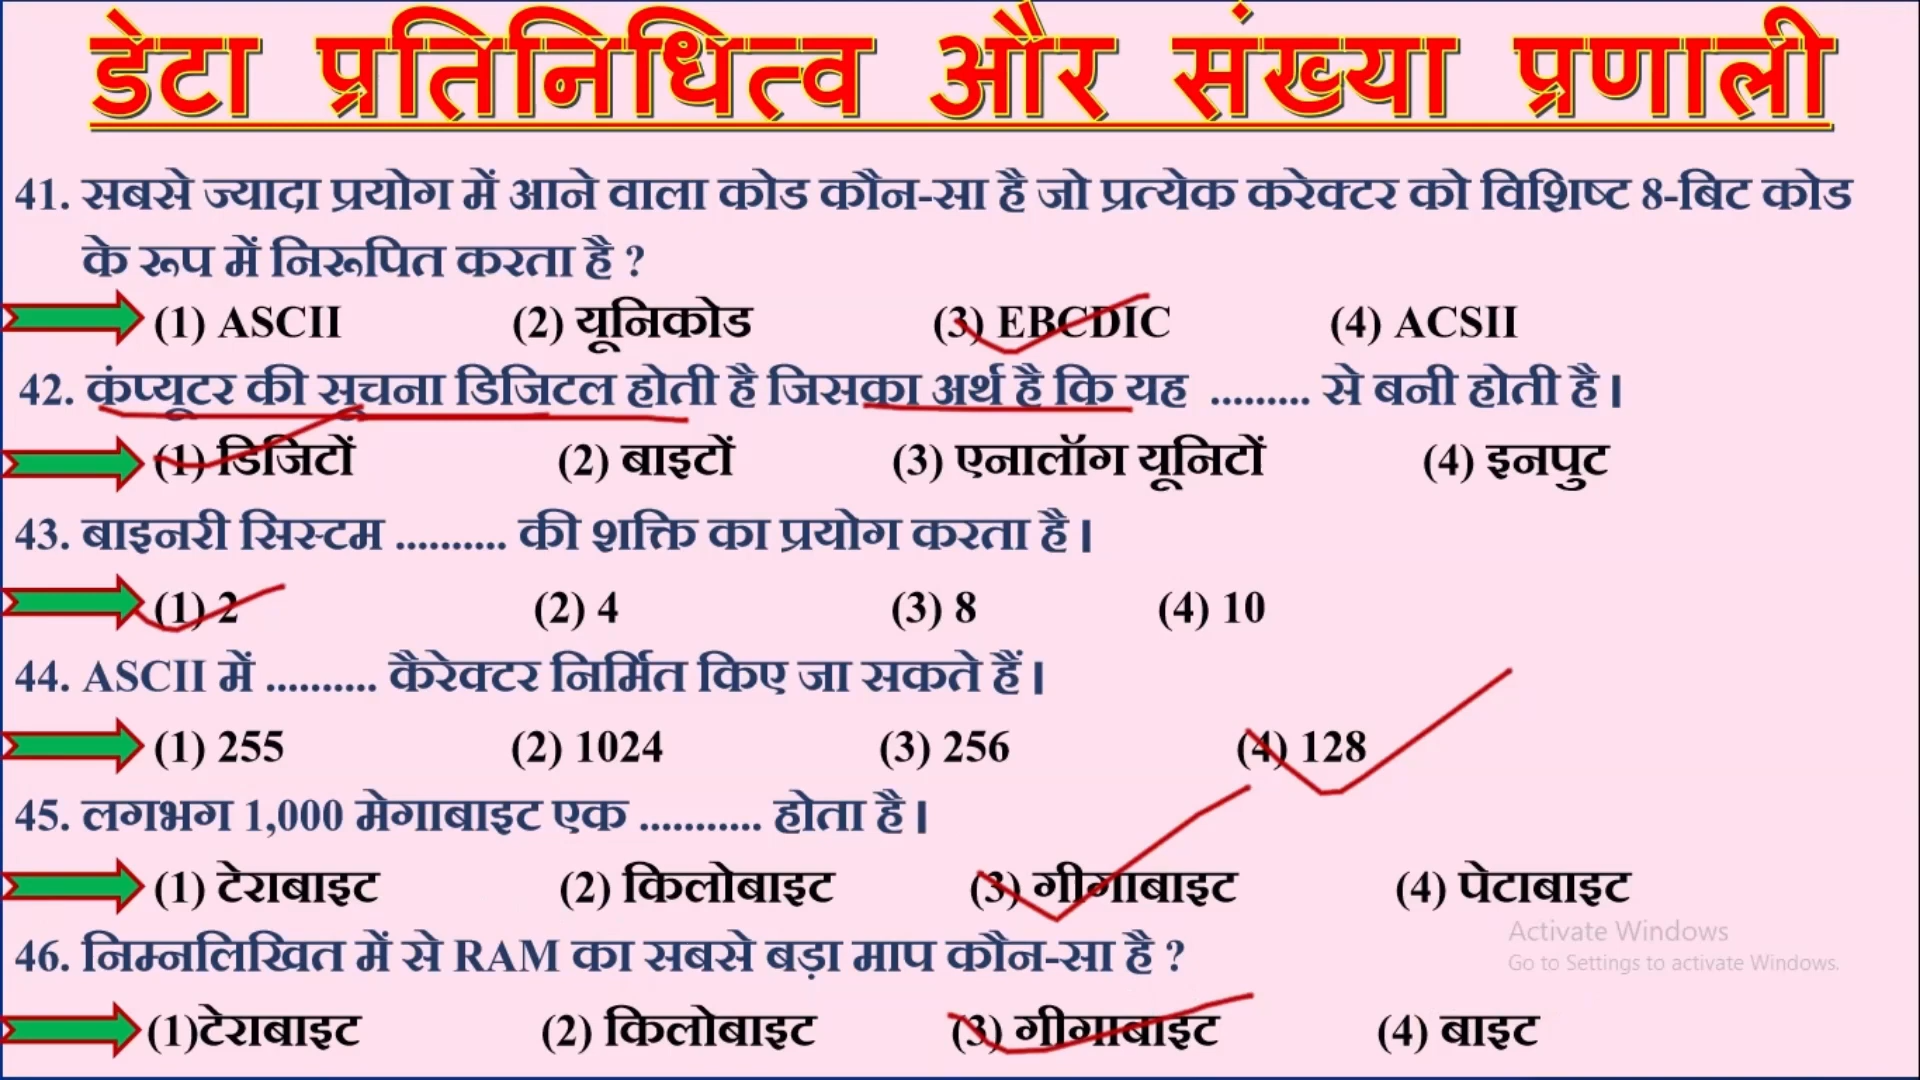 डेटा प्रतिनिधित्व और संख्या प्रणाली
41. सबसे ज्यादा प्रयोग में आने वाला कोड कौन-सा है जो प्रत्येक करेक्टर को विशिष्ट 8-बिट कोड
के रूप में निरूपित करता है ?
(1) ASCII (2) यूनिकोड (3) EBCDIC (4) ACSII
42. कंप्यूटर की सूचना डिजिटल होती है जिसका अर्थ है कि यह ......... से बनी होती है।
(1) डिजिटों (2) बाइटों (3) एनालॉग यूनिटों (4) इनपुट
43. बाइनरी सिस्टम .......... की शक्ति का प्रयोग करता है।
(1) 2 (2) 4 (3) 8 (4) 10
44. ASCII में .......... कैरेक्टर निर्मित किए जा सकते हैं।
(1) 255 (2) 1024 (3) 256 (4) 128
45. लगभग 1,000 मेगाबाइट एक ........... होता है।
(1) टेराबाइट (2) किलोबाइट (3) गीगाबाइट (4) पेटाबाइट
Activate Windows
46. निम्नलिखित में से RAM का सबसे बड़ा माप कौन-सा है ?
Go to Settings to activate Windows.
(1)टेराबाइट (2) किलोबाइट (3) गीगाबाइट (4) बाइट